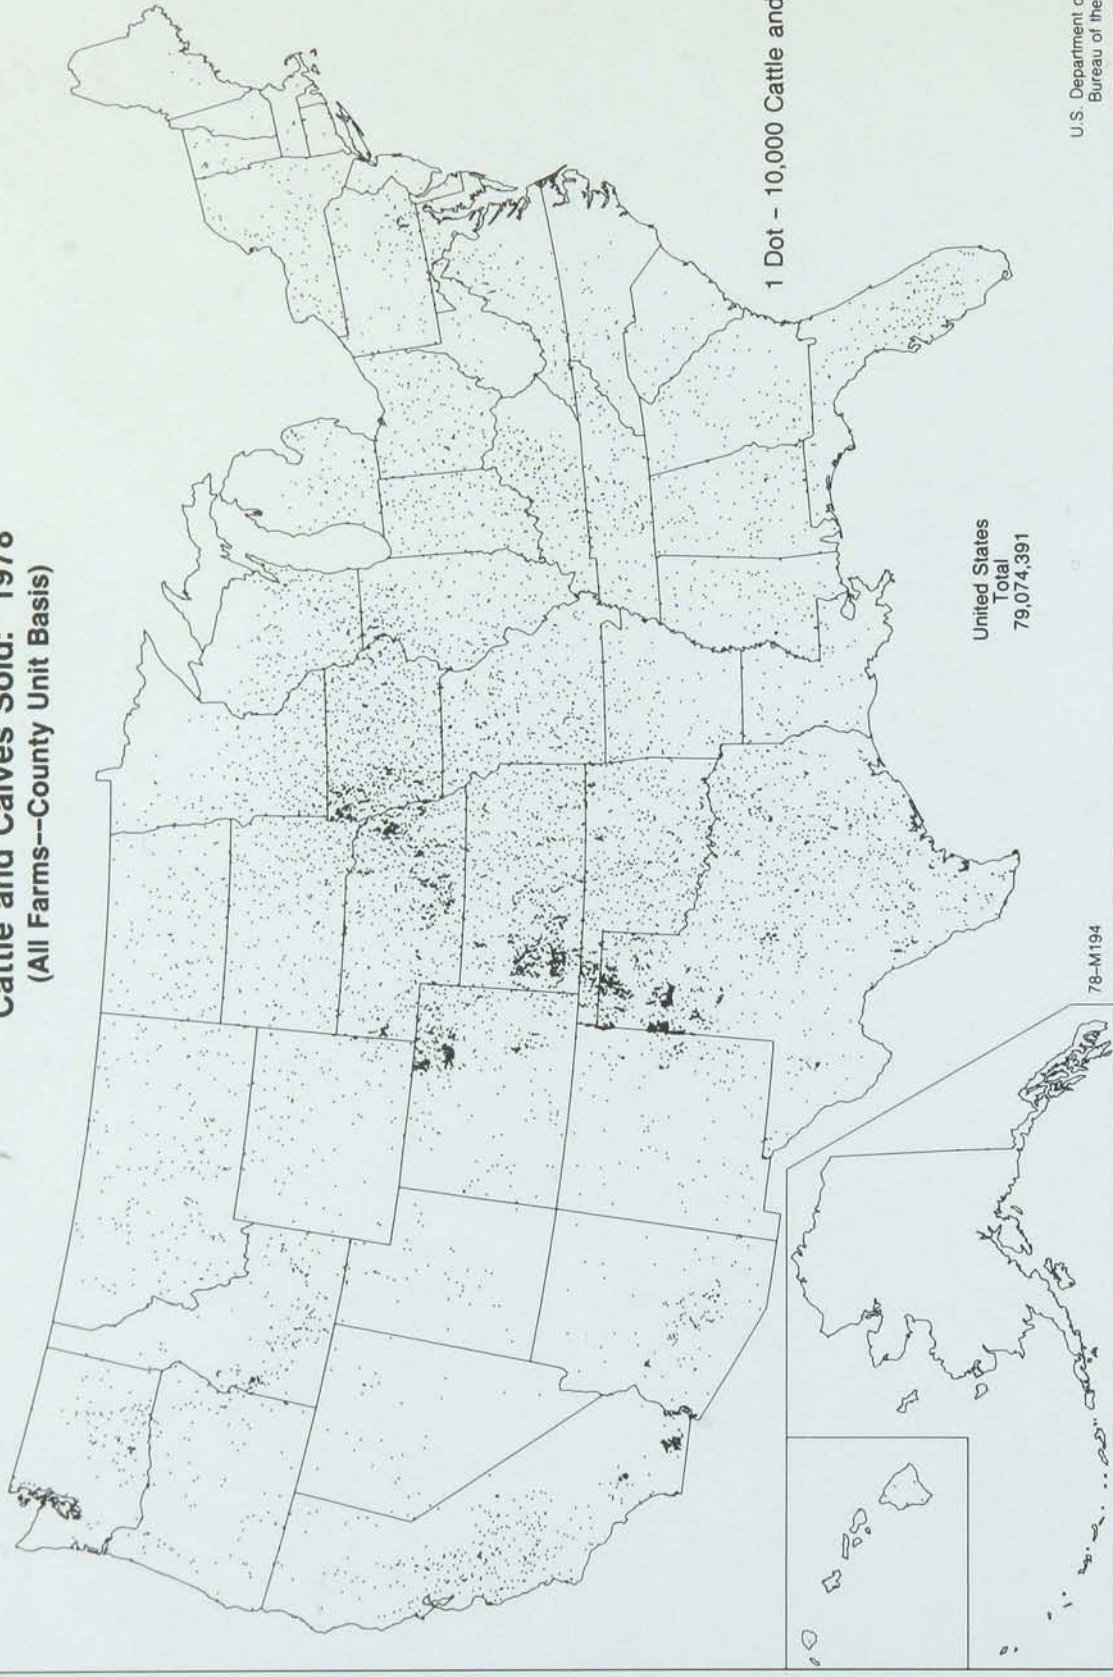 Cattle and Calves Sold: 1978
(All Farms—County Unit Basis)
1 Dot – 10,000 Cattle and
United States
Total
79,074,391
78-M194
U.S. Department o
Bureau of the